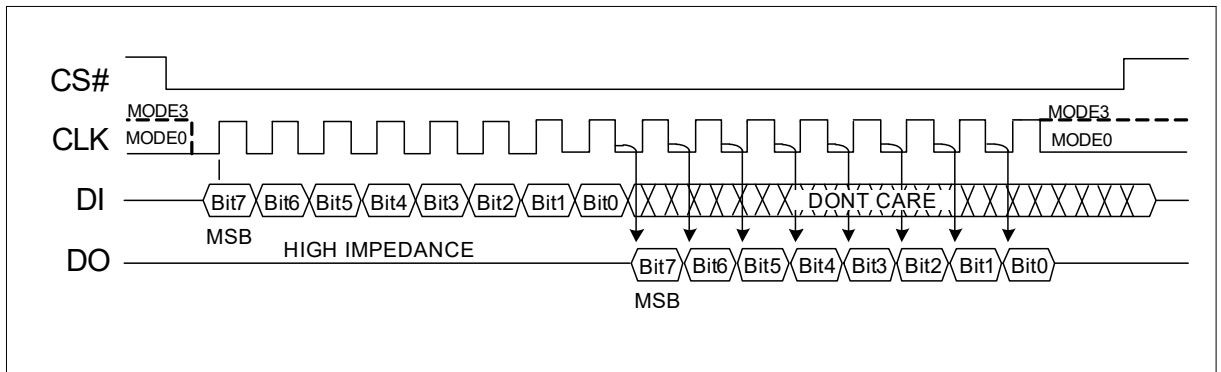 CS#
MODE3 MODE3
CLK MODE0 MODE0
DI Bit7 Bit6 Bit5 Bit4 Bit3 Bit2 Bit1 Bit0 DONT CARE
MSB HIGH IMPEDANCE
DO Bit7 Bit6 Bit5 Bit4 Bit3 Bit2 Bit1 Bit0
MSB